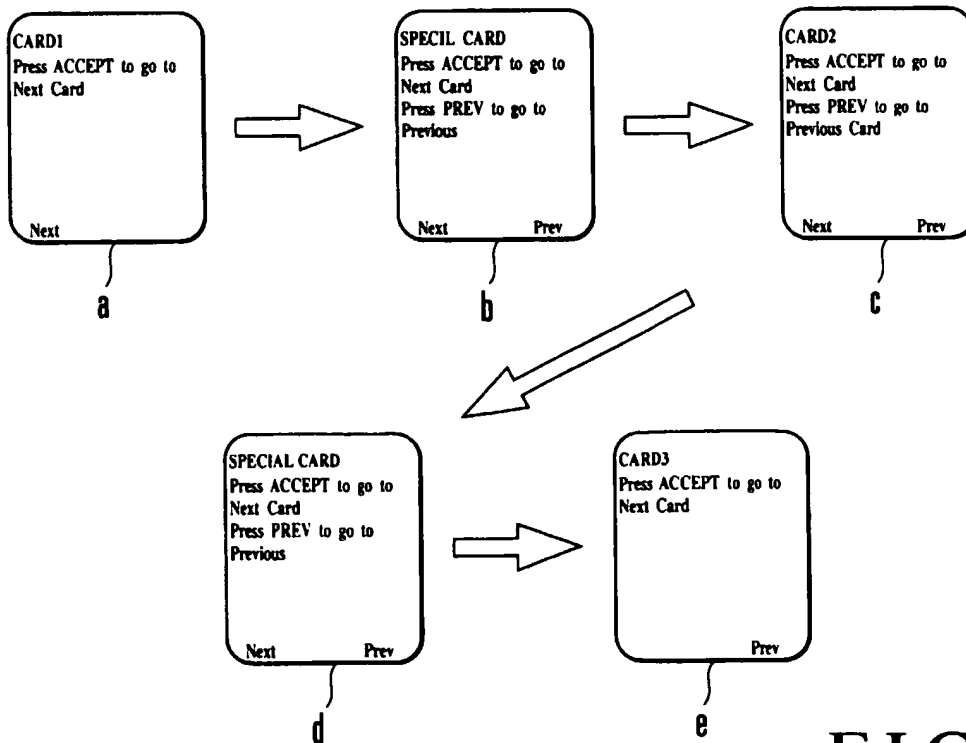 CARD1
Press ACCEPT to go to
Next Card
Next
a
SPECIL CARD
Press ACCEPT to go to
Next Card
Press PREV to go to
Previous
Next Prev
b
CARD2
Press ACCEPT to go to
Next Card
Press PREV to go to
Previous Card
Next Prev
c
SPECIAL CARD
Press ACCEPT to go to
Next Card
Press PREV to go to
Previous
Next Prev
d
CARD3
Press ACCEPT to go to
Next Card
Prev
e